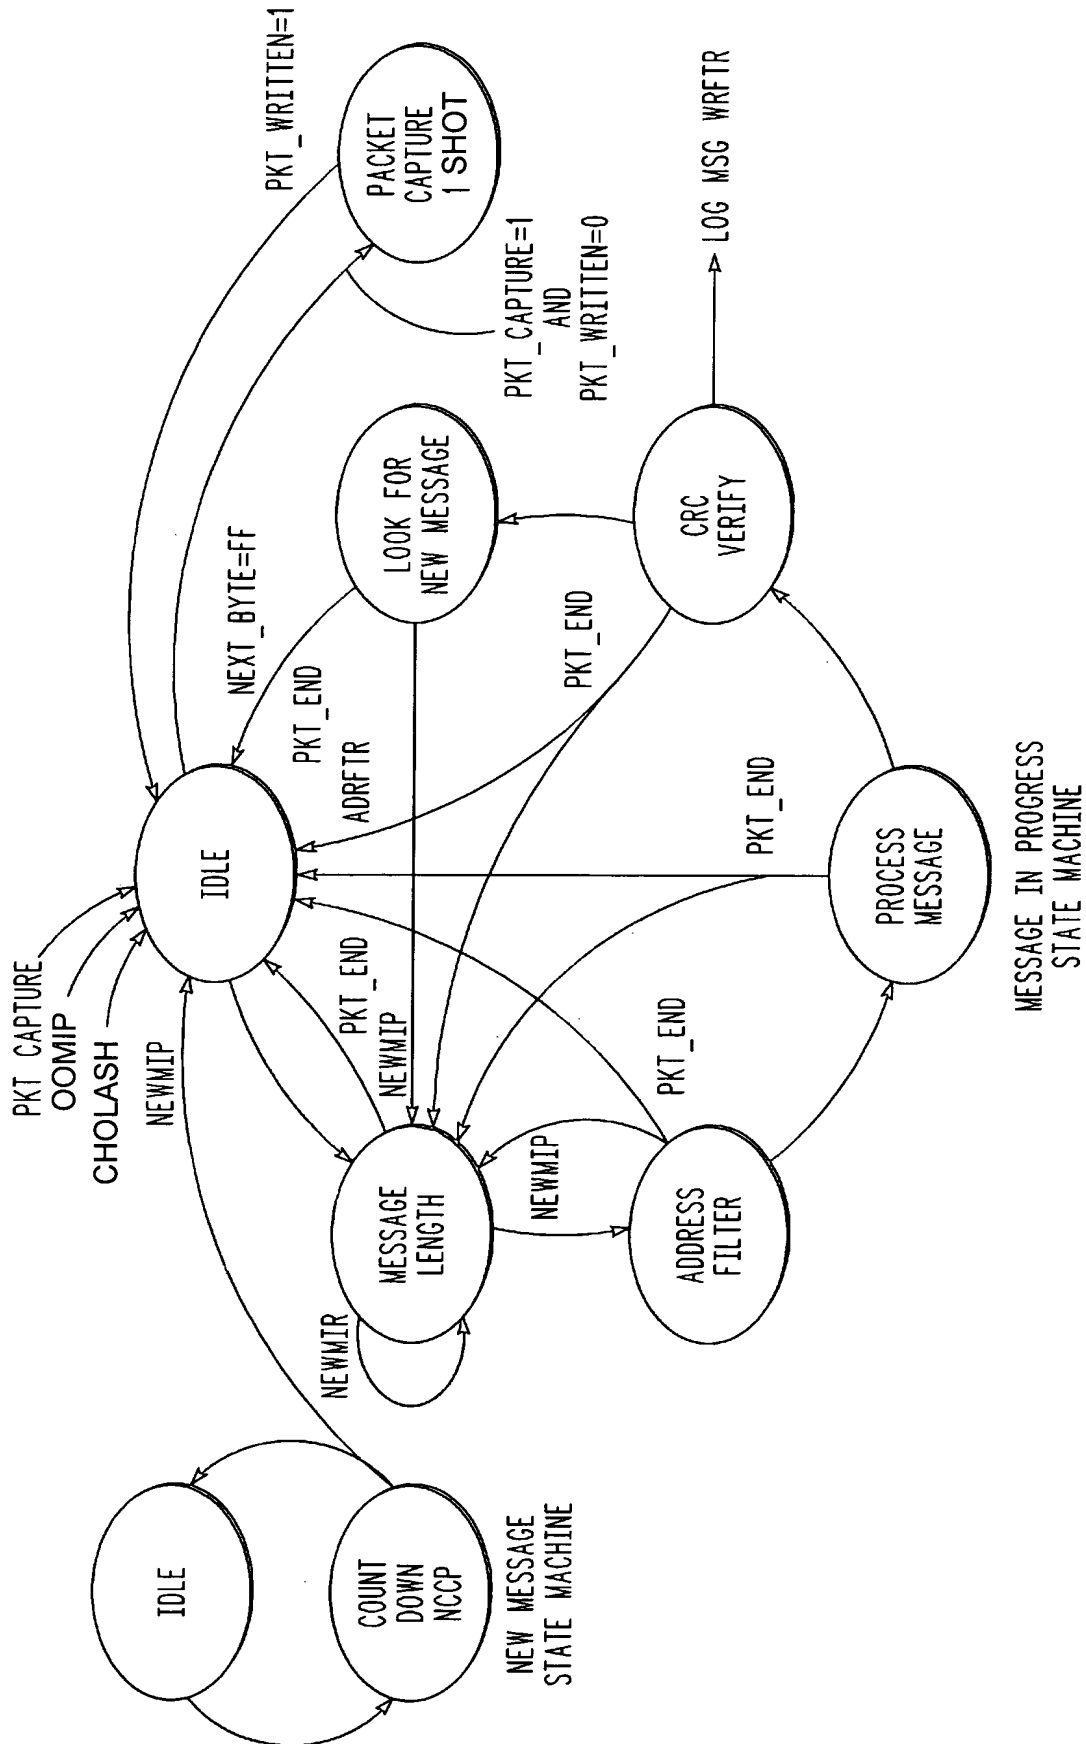 IDLE
COUNT
DOWN
NCCP
NEW MESSAGE
STATE MACHINE
PKT CAPTURE
OOMIP
CHOLASH
NEWMIP
IDLE
PKT_WRITTEN=1
PACKET
CAPTURE
1 SHOT
PKT_CAPTURE=1
AND
PKT_WRITTEN=0
NEXT_BYTE=FF
PKT_END
ADRFTR
LOOK FOR
NEW MESSAGE
PKT_END
NEWMIP
NEWMIR
MESSAGE
LENGTH
NEWMIP
PKT_END
PKT_END
ADDRESS
FILTER
PKT_END
CRC
VERIFY
LOG MSG WRFTR
PROCESS
MESSAGE
MESSAGE IN PROGRESS
STATE MACHINE